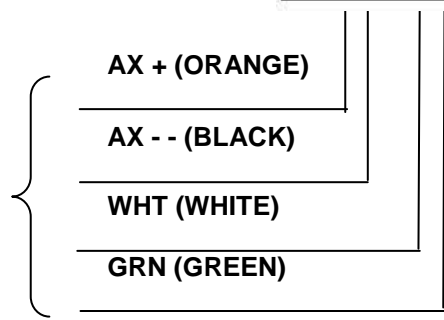 AX + (ORANGE)
AX - - (BLACK)
WHT (WHITE)
GRN (GREEN)